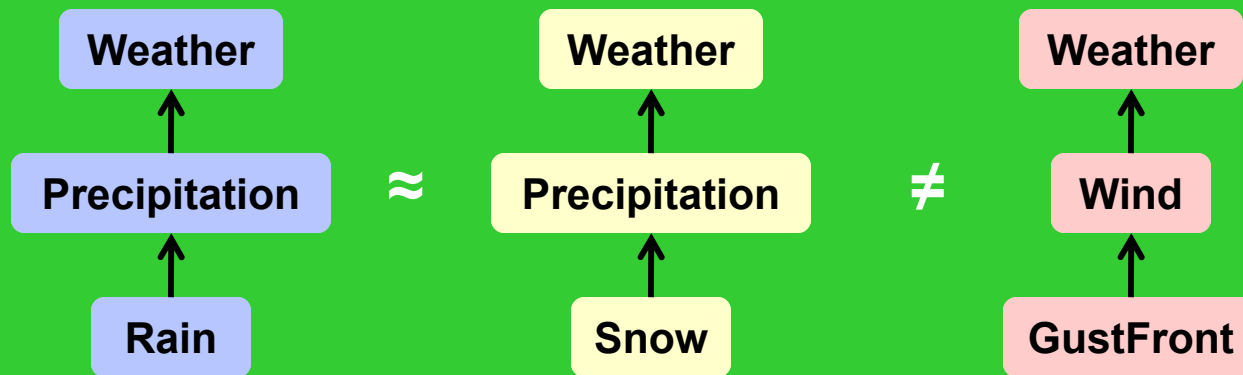 Weather Weather Weather
Precipitation ≈ Precipitation ≠ Wind
Rain Snow GustFront